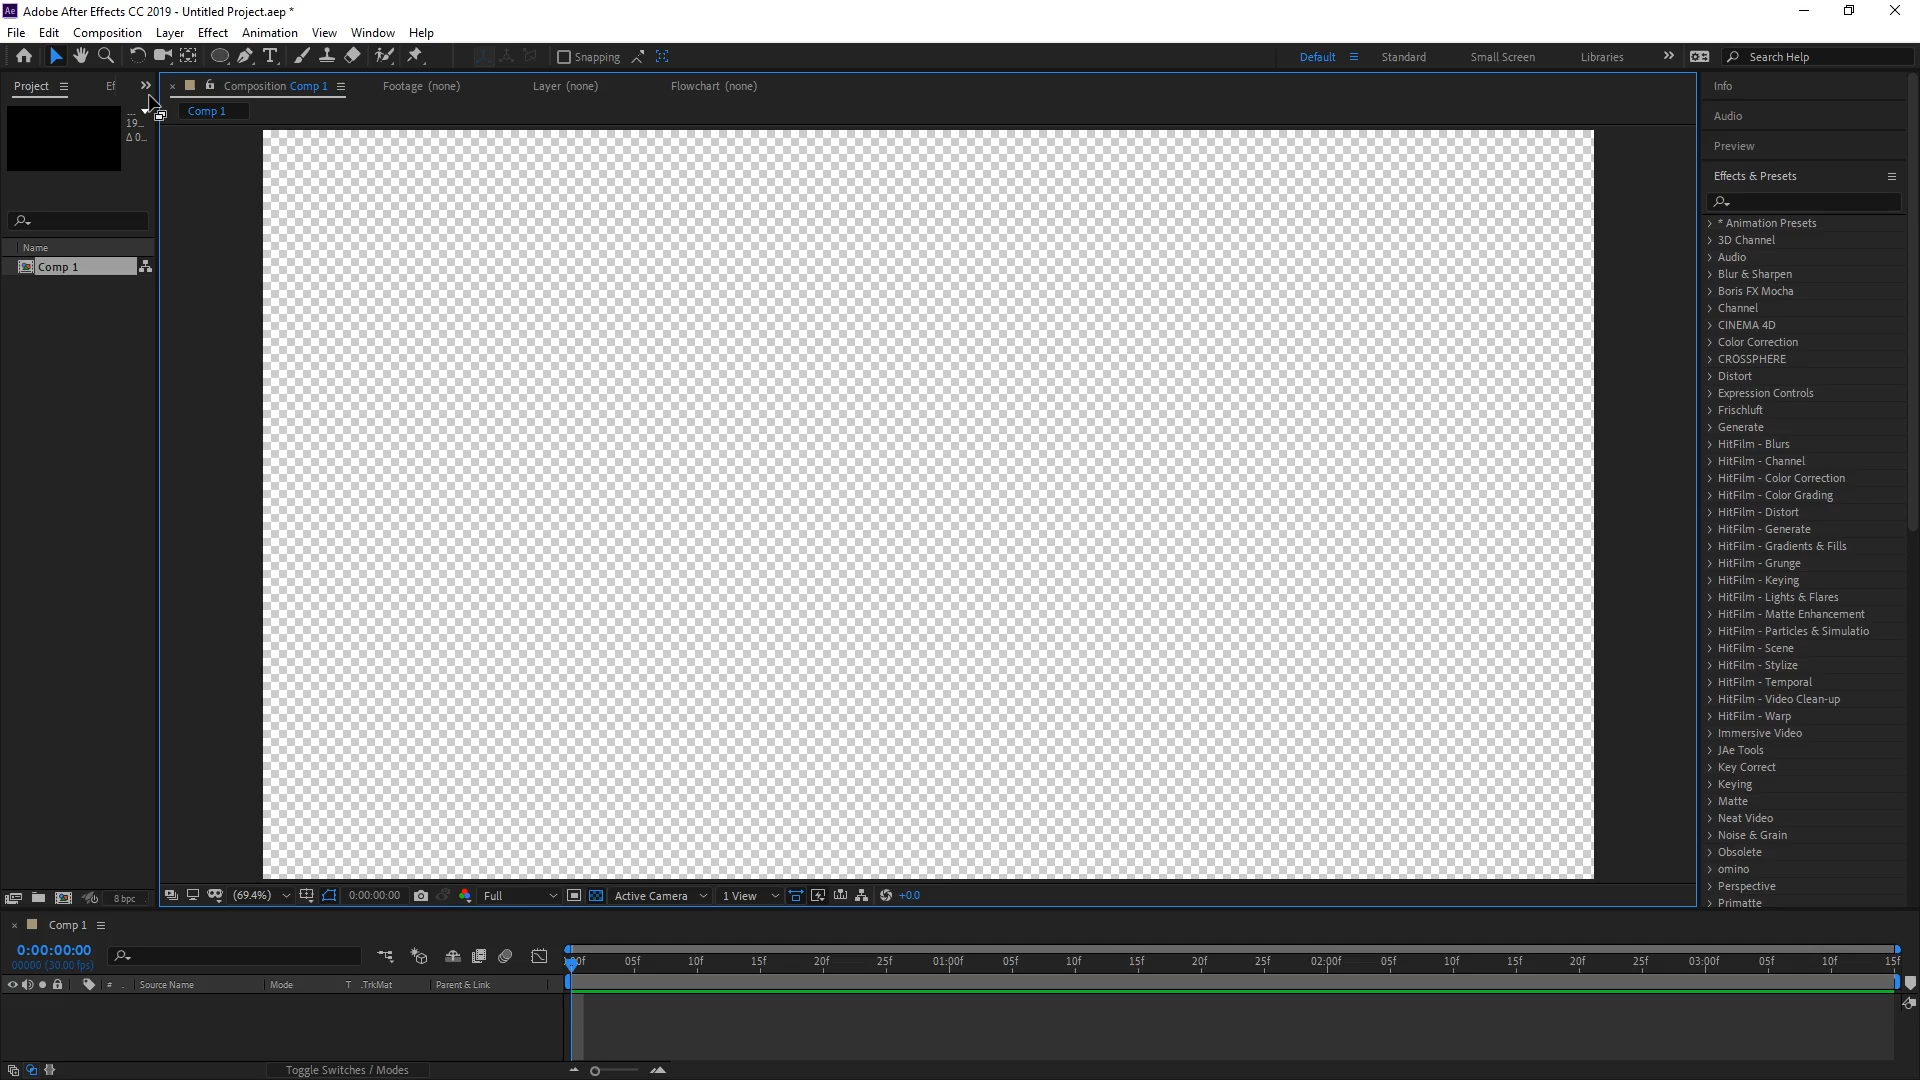 Ae Adobe After Effects CC 2019 - Untitled Project.aep *
File Edit Composition Layer Effect Animation View Window Help
Snapping Default Standard Small Screen Libraries Search Help
Project Ef
Composition Comp 1 Footage (none) Layer (none) Flowchart (none)
Comp 1
...
19...
Δ 0...
Name
Comp 1
8 bpc
(69.4%) 0:00:00:00 Full Active Camera 1 View +0.0
Info
Audio
Preview
Effects & Presets
* Animation Presets
3D Channel
Audio
Blur & Sharpen
Boris FX Mocha
Channel
CINEMA 4D
Color Correction
CROSSPHERE
Distort
Expression Controls
Frischluft
Generate
HitFilm - Blurs
HitFilm - Channel
HitFilm - Color Correction
HitFilm - Color Grading
HitFilm - Distort
HitFilm - Generate
HitFilm - Gradients & Fills
HitFilm - Grunge
HitFilm - Keying
HitFilm - Lights & Flares
HitFilm - Matte Enhancement
HitFilm - Particles & Simulatio
HitFilm - Scene
HitFilm - Stylize
HitFilm - Temporal
HitFilm - Video Clean-up
HitFilm - Warp
Immersive Video
JAe Tools
Key Correct
Keying
Matte
Neat Video
Noise & Grain
Obsolete
omino
Perspective
Primatte
Comp 1
0:00:00:00
00000 (30.00 fps)
:00f 05f 10f 15f 20f 25f 01:00f 05f 10f 15f 20f 25f 02:00f 05f 10f 15f 20f 25f 03:00f 05f 10f 15f
# . Source Name Mode T .TrkMat Parent & Link
Toggle Switches / Modes